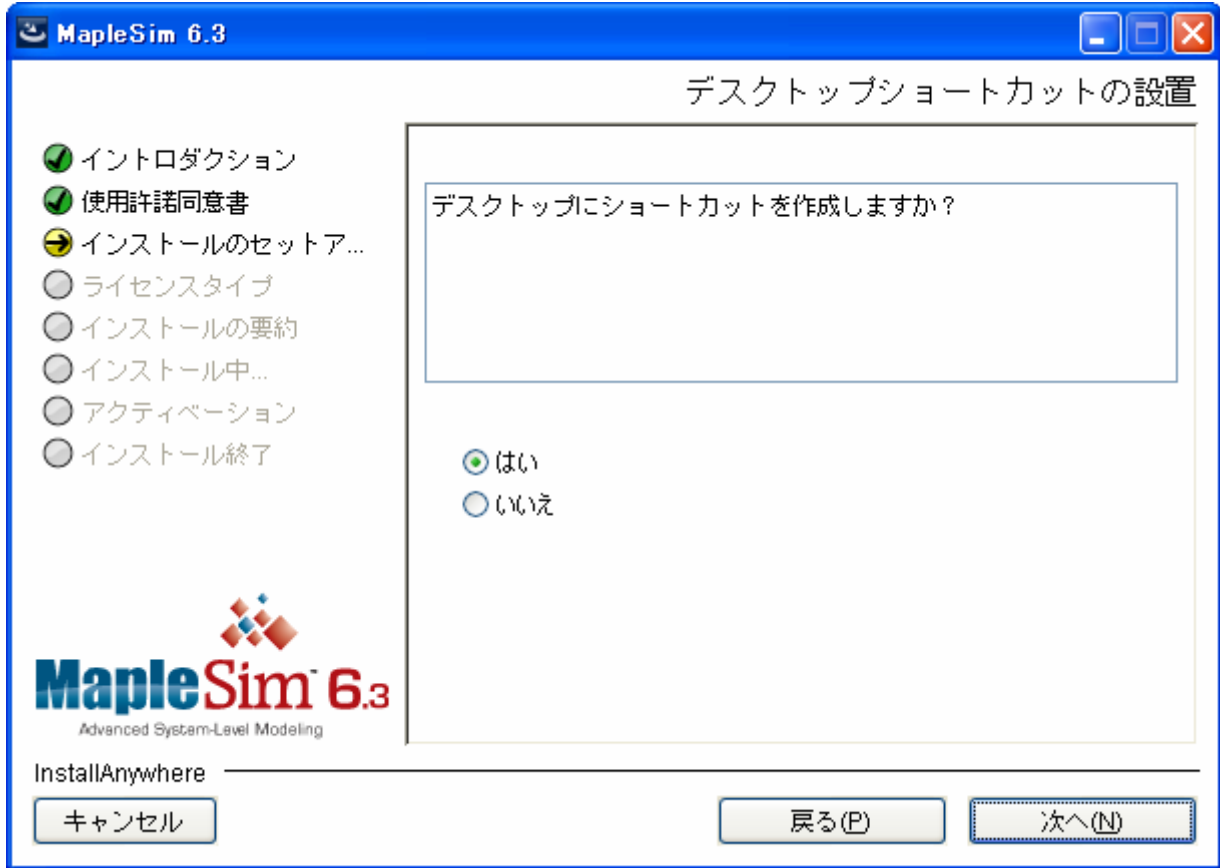 MapleSim 6.3
デスクトップショートカットの設置
イントロダクション
使用許諾同意書
インストールのセットア...
ライセンスタイプ
インストールの要約
インストール中...
アクティベーション
インストール終了
デスクトップにショートカットを作成しますか？
はい
いいえ
MapleSim™ 6.3
Advanced System-Level Modeling
InstallAnywhere
キャンセル
戻る(P)
次へ(N)